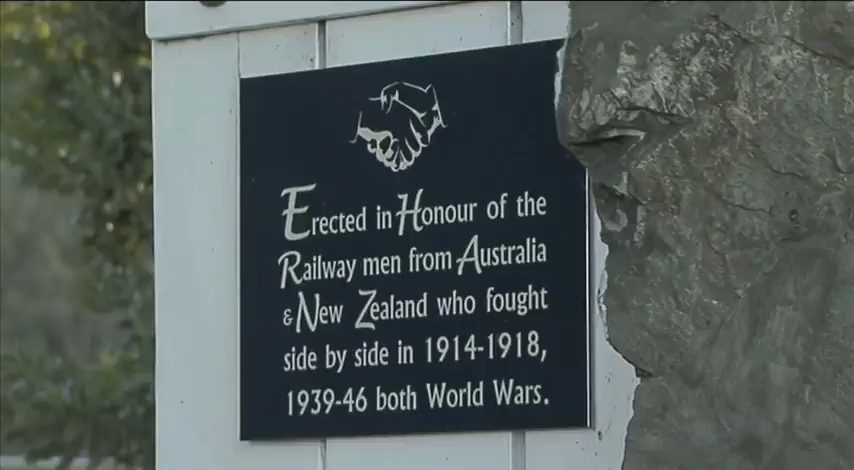 Erected in Honour of the
Railway men from Australia
& New Zealand who fought
side by side in 1914-1918,
1939-46 both World Wars.